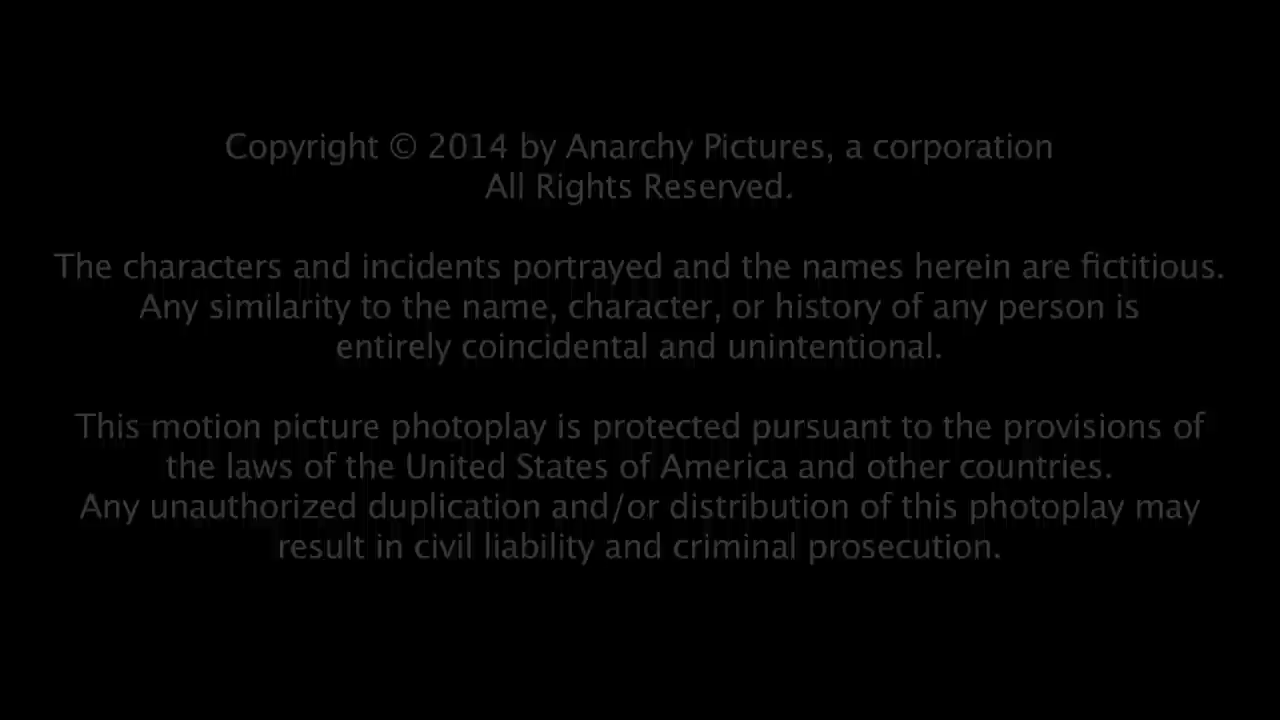 Copyright © 2014 by Anarchy Pictures, a corporation
All Rights Reserved.
The characters and incidents portrayed and the names herein are fictitious.
Any similarity to the name, character, or history of any person is
entirely coincidental and unintentional.
This motion picture photoplay is protected pursuant to the provisions of
the laws of the United States of America and other countries.
Any unauthorized duplication and/or distribution of this photoplay may
result in civil liability and criminal prosecution.